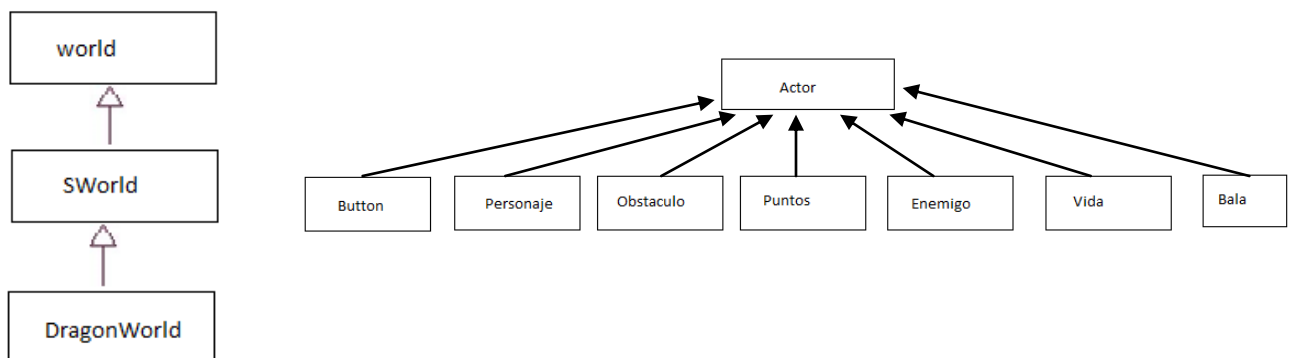 world
SWorld
DragonWorld
Actor
Button
Personaje
Obstaculo
Puntos
Enemigo
Vida
Bala